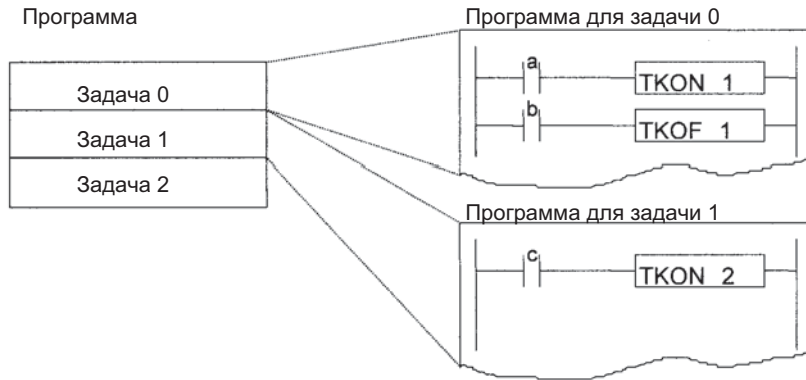 Программа
Задача 0
Задача 1
Задача 2
Программа для задачи 0
a
TKON 1
b
TKOF 1
Программа для задачи 1
c
TKON 2